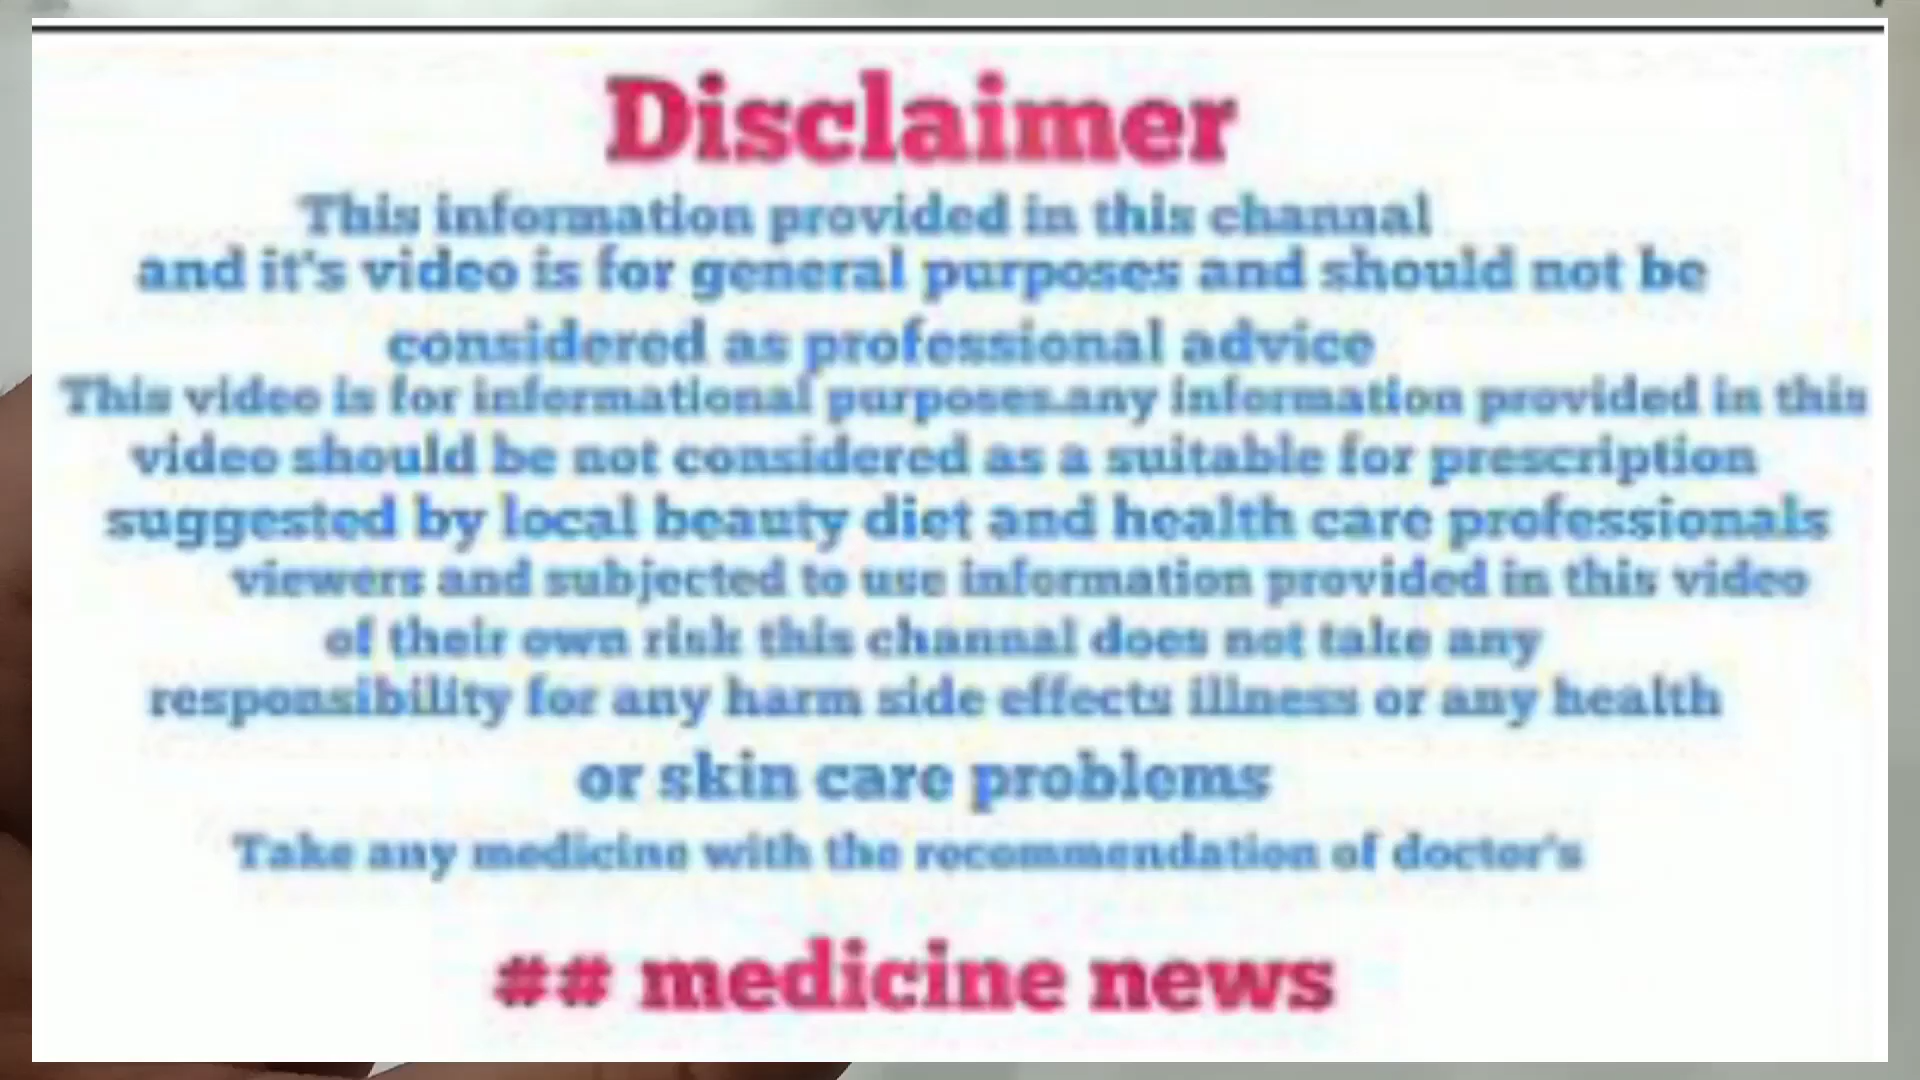 Disclaimer
This information provided in this channal
and it's video is for general purposes and should not be
considered as professional advice
This video is for informational purposes.any information provided in this
video should be not considered as a suitable for prescription
suggested by local beauty diet and health care professionals
viewers and subjected to use information provided in this video
of their own risk this channal does not take any
responsibility for any harm side effects illness or any health
or skin care problems
Take any medicine with the recommendation of doctor's
## medicine news